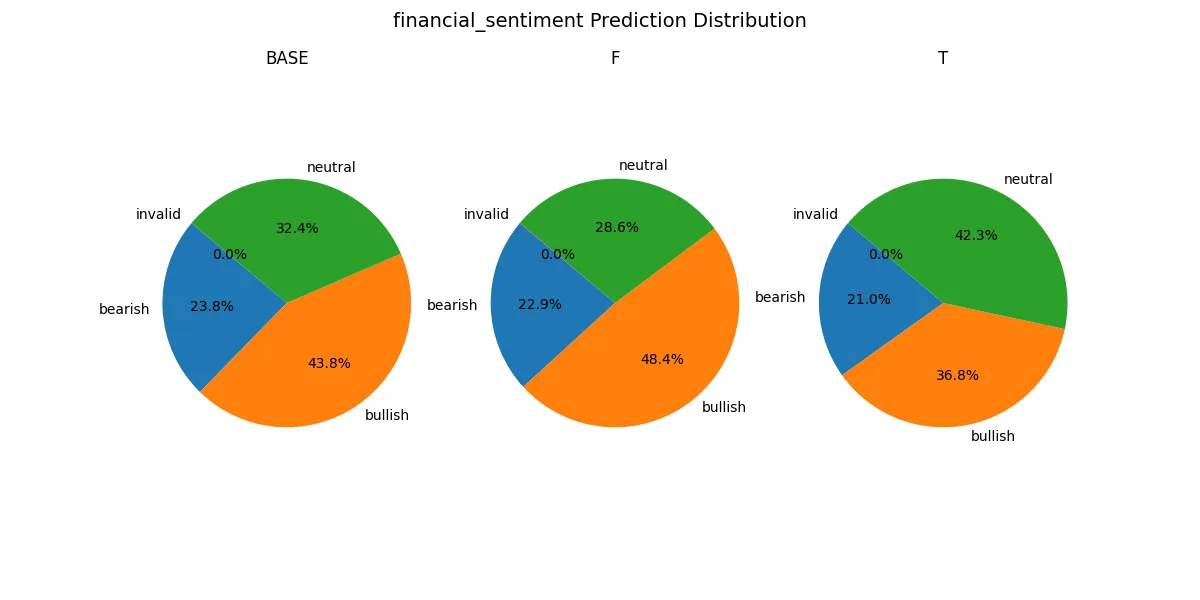 financial_sentiment Prediction Distribution
BASE
neutral
invalid
32.4%
0.0%
bearish
23.8%
43.8%
bullish
F
neutral
invalid
28.6%
0.0%
bearish
22.9%
48.4%
bullish
T
neutral
invalid
42.3%
0.0%
bearish
21.0%
36.8%
bullish